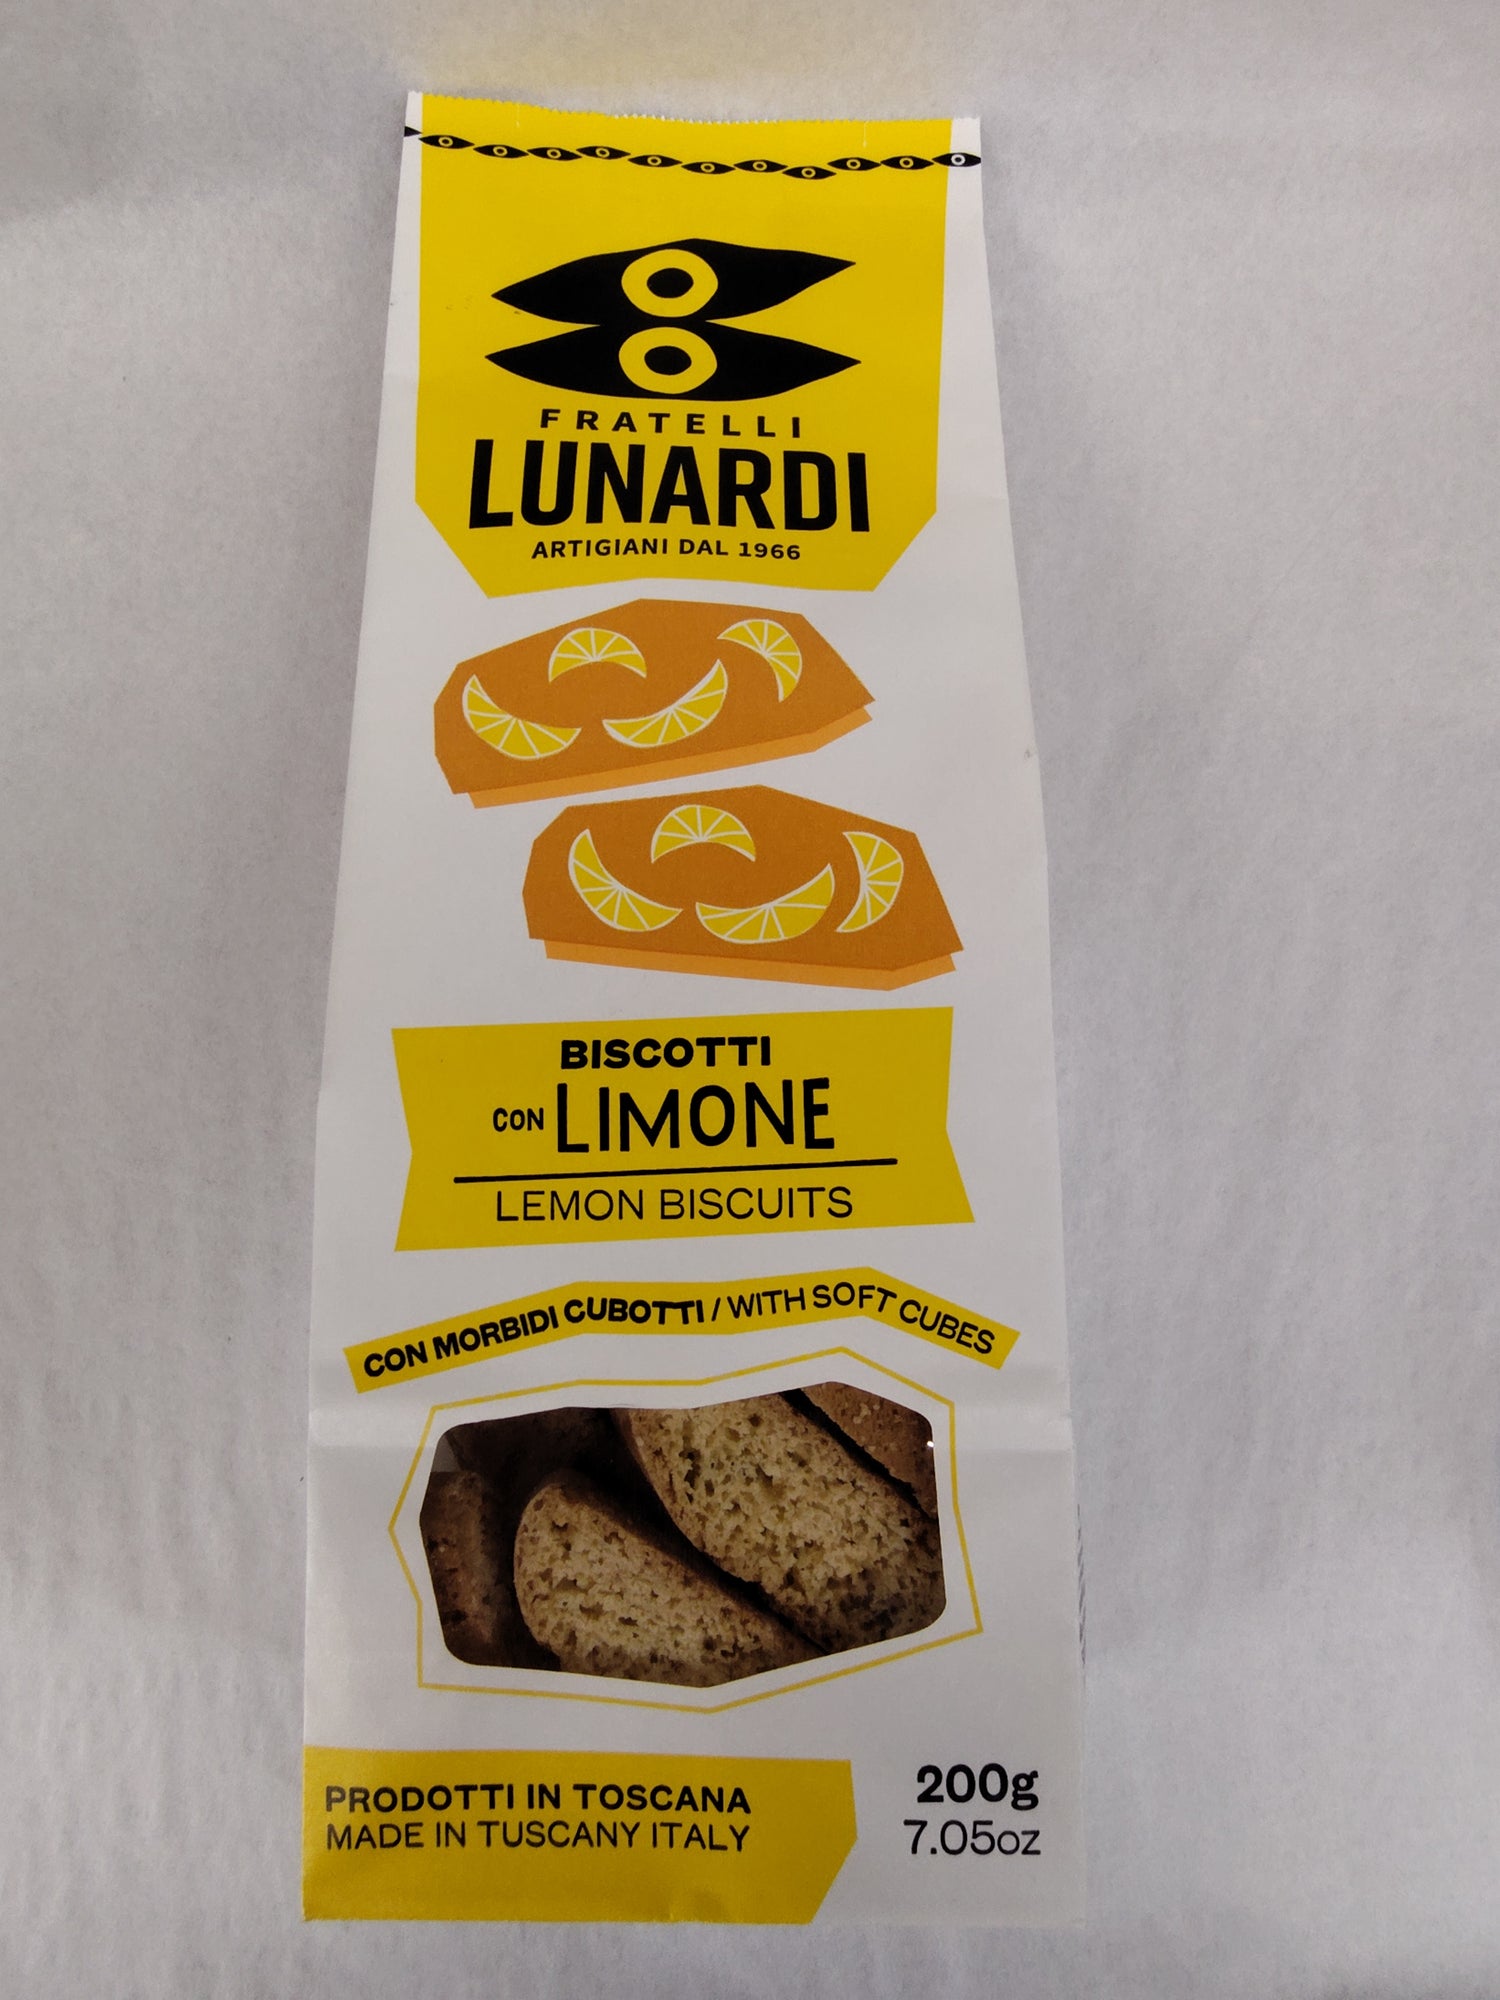 FRATELLI
LUNARDI
ARTIGIANI DAL 1966
BISCOTTI
CON LIMONE
LEMON BISCUITS
CON MORBIDI CUBOTTI / WITH SOFT CUBES
PRODOTTI IN TOSCANA
MADE IN TUSCANY ITALY
200g
7.05oz